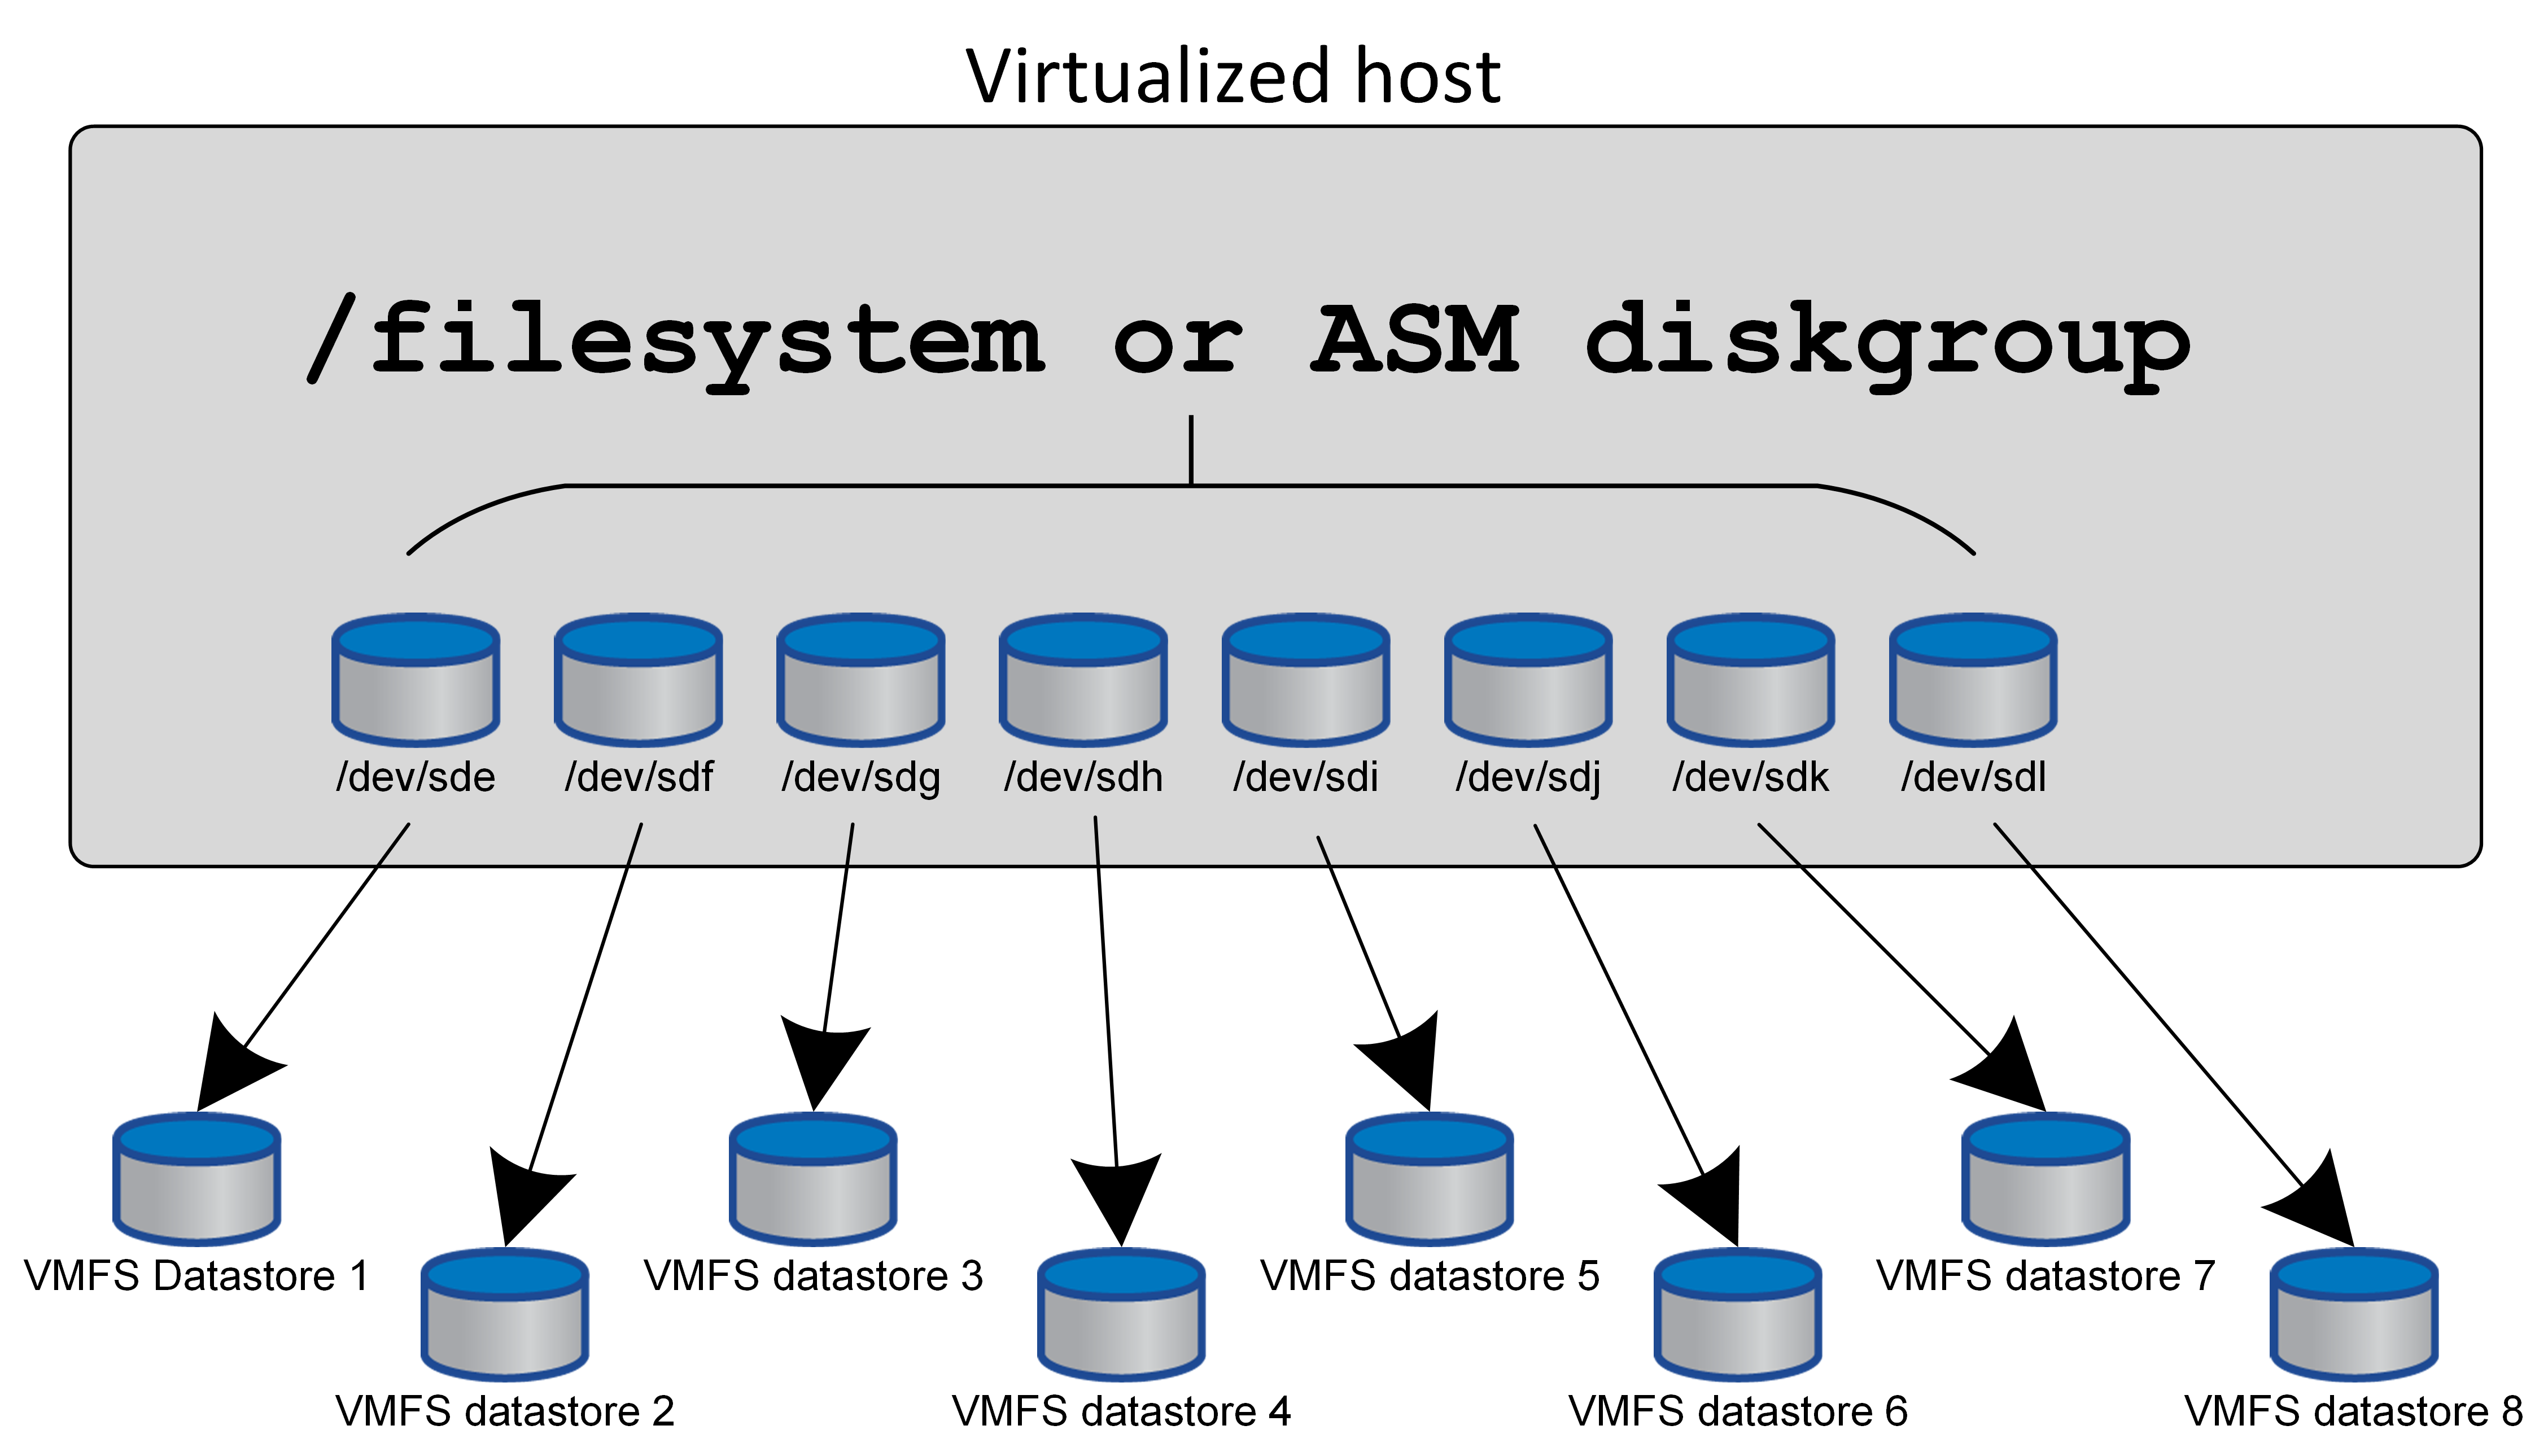 Virtualized host
/filesystem or ASM diskgroup
/dev/sde
/dev/sdf
/dev/sdg
/dev/sdh
/dev/sdi
/dev/sdj
/dev/sdk
/dev/sdl
VMFS Datastore 1
VMFS datastore 2
VMFS datastore 3
VMFS datastore 4
VMFS datastore 5
VMFS datastore 6
VMFS datastore 7
VMFS datastore 8